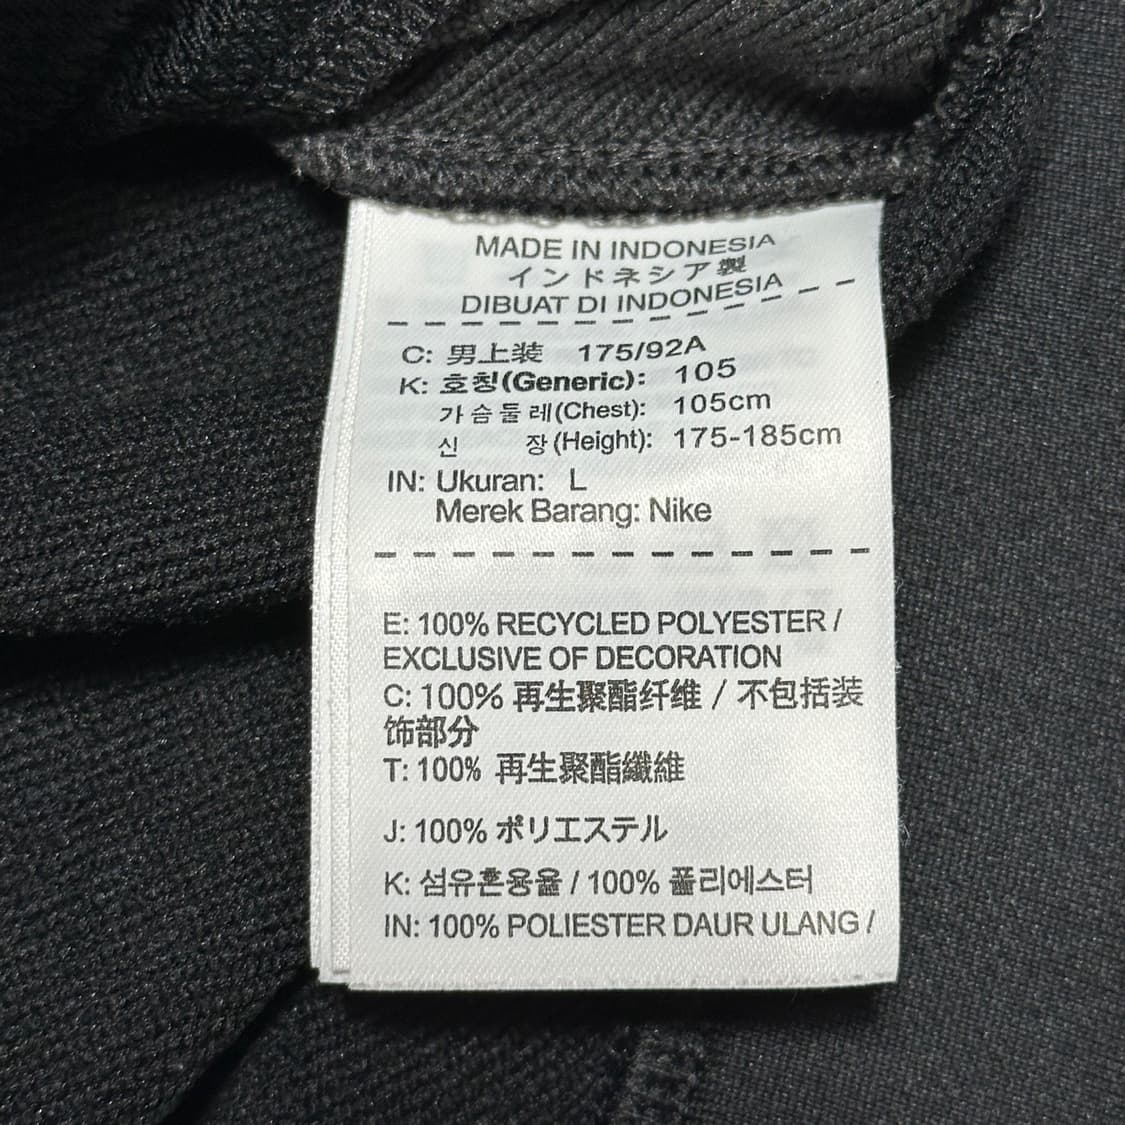 MADE IN INDONESIA
インドネシア製
DIBUAT DI INDONESIA
C: 男上装 175/92A
K: 호칭(Generic): 105
가슴둘레(Chest): 105cm
신 장(Height): 175-185cm
IN: Ukuran: L
Merek Barang: Nike
E: 100% RECYCLED POLYESTER /
EXCLUSIVE OF DECORATION
C: 100% 再生聚酯纤维 / 不包括装
饰部分
T: 100% 再生聚酯纖維
J: 100% ポリエステル
K: 섬유혼용율 / 100% 폴리에스터
IN: 100% POLIESTER DAUR ULANG /